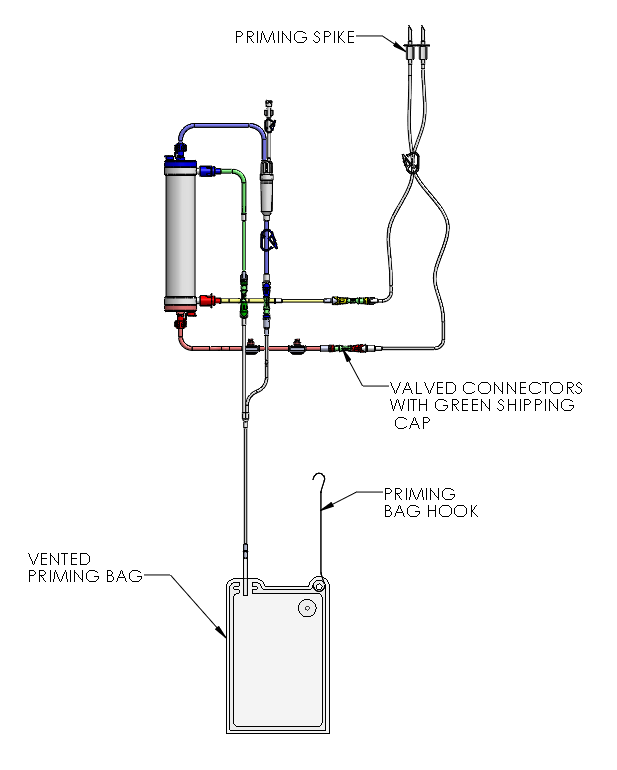 PRIMING SPIKE
VALVED CONNECTORS
WITH GREEN SHIPPING
CAP
PRIMING
BAG HOOK
VENTED
PRIMING BAG